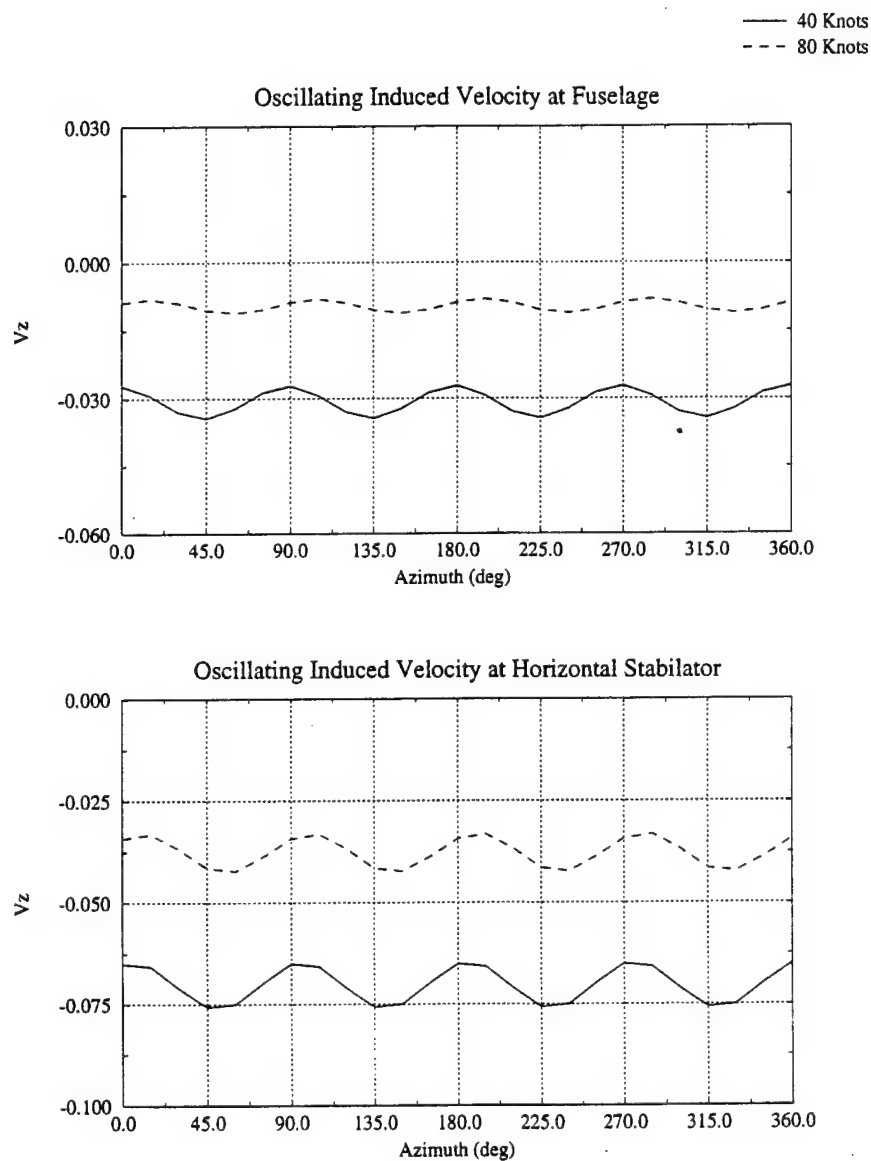 40 Knots
80 Knots
Oscillating Induced Velocity at Fuselage
0.030
0.000
-0.030
-0.060
Vz
0.0 45.0 90.0 135.0 180.0 225.0 270.0 315.0 360.0
Azimuth (deg)
Oscillating Induced Velocity at Horizontal Stabilator
0.000
-0.025
-0.050
-0.075
-0.100
Vz
0.0 45.0 90.0 135.0 180.0 225.0 270.0 315.0 360.0
Azimuth (deg)